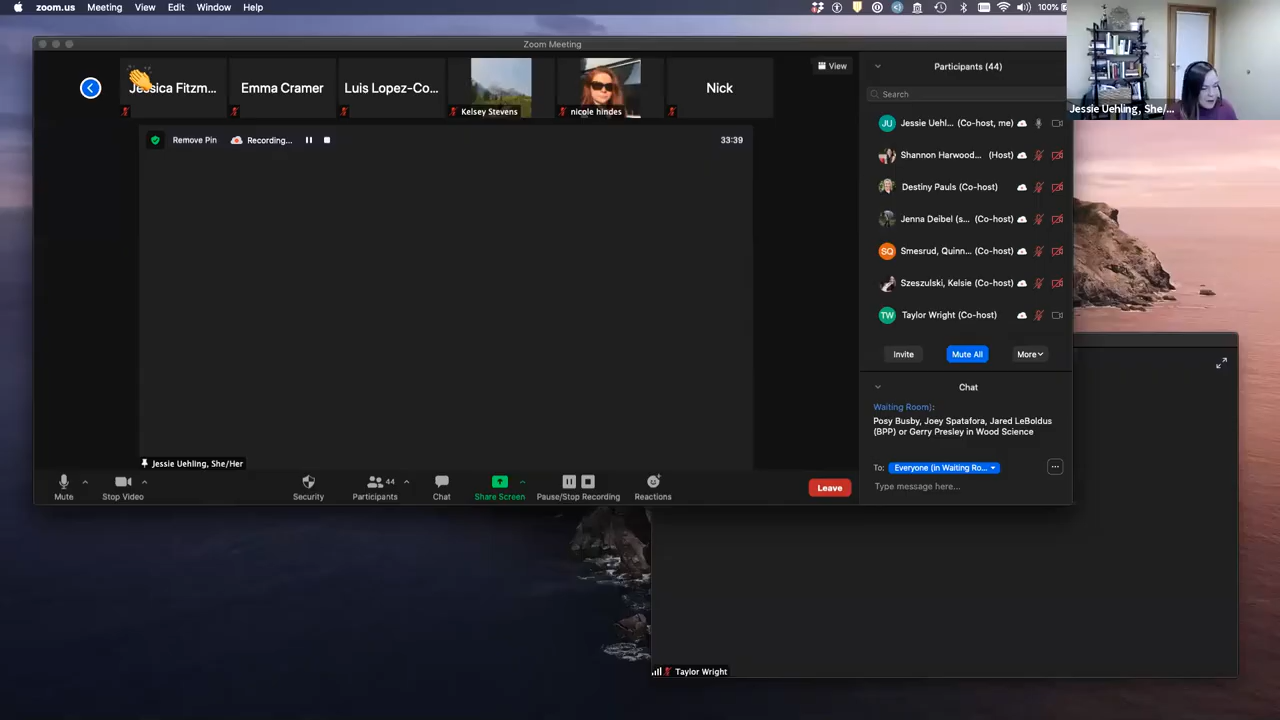 zoom.us Meeting View Edit Window Help
100%
Zoom Meeting
Jessica Fitzm...
Emma Cramer
Luis Lopez-Co...
Kelsey Stevens
nicole hindes
Nick
View
Remove Pin
Recording...
33:39
Jessie Uehling, She/Her
Mute
Stop Video
Security
44
Participants
Chat
Share Screen
Pause/Stop Recording
Reactions
Leave
Participants (44)
Search
JU Jessie Uehl... (Co-host, me)
Shannon Harwood... (Host)
Destiny Pauls (Co-host)
Jenna Deibel (s... (Co-host)
SQ Smesrud, Quinn... (Co-host)
Szeszulski, Kelsie (Co-host)
TW Taylor Wright (Co-host)
Invite
Mute All
More
Chat
Waiting Room):
Posy Busby, Joey Spatafora, Jared LeBoldus
(BPP) or Gerry Presley in Wood Science
To: Everyone (in Waiting Ro...
Type message here...
Jessie Uehling, She/...
Taylor Wright